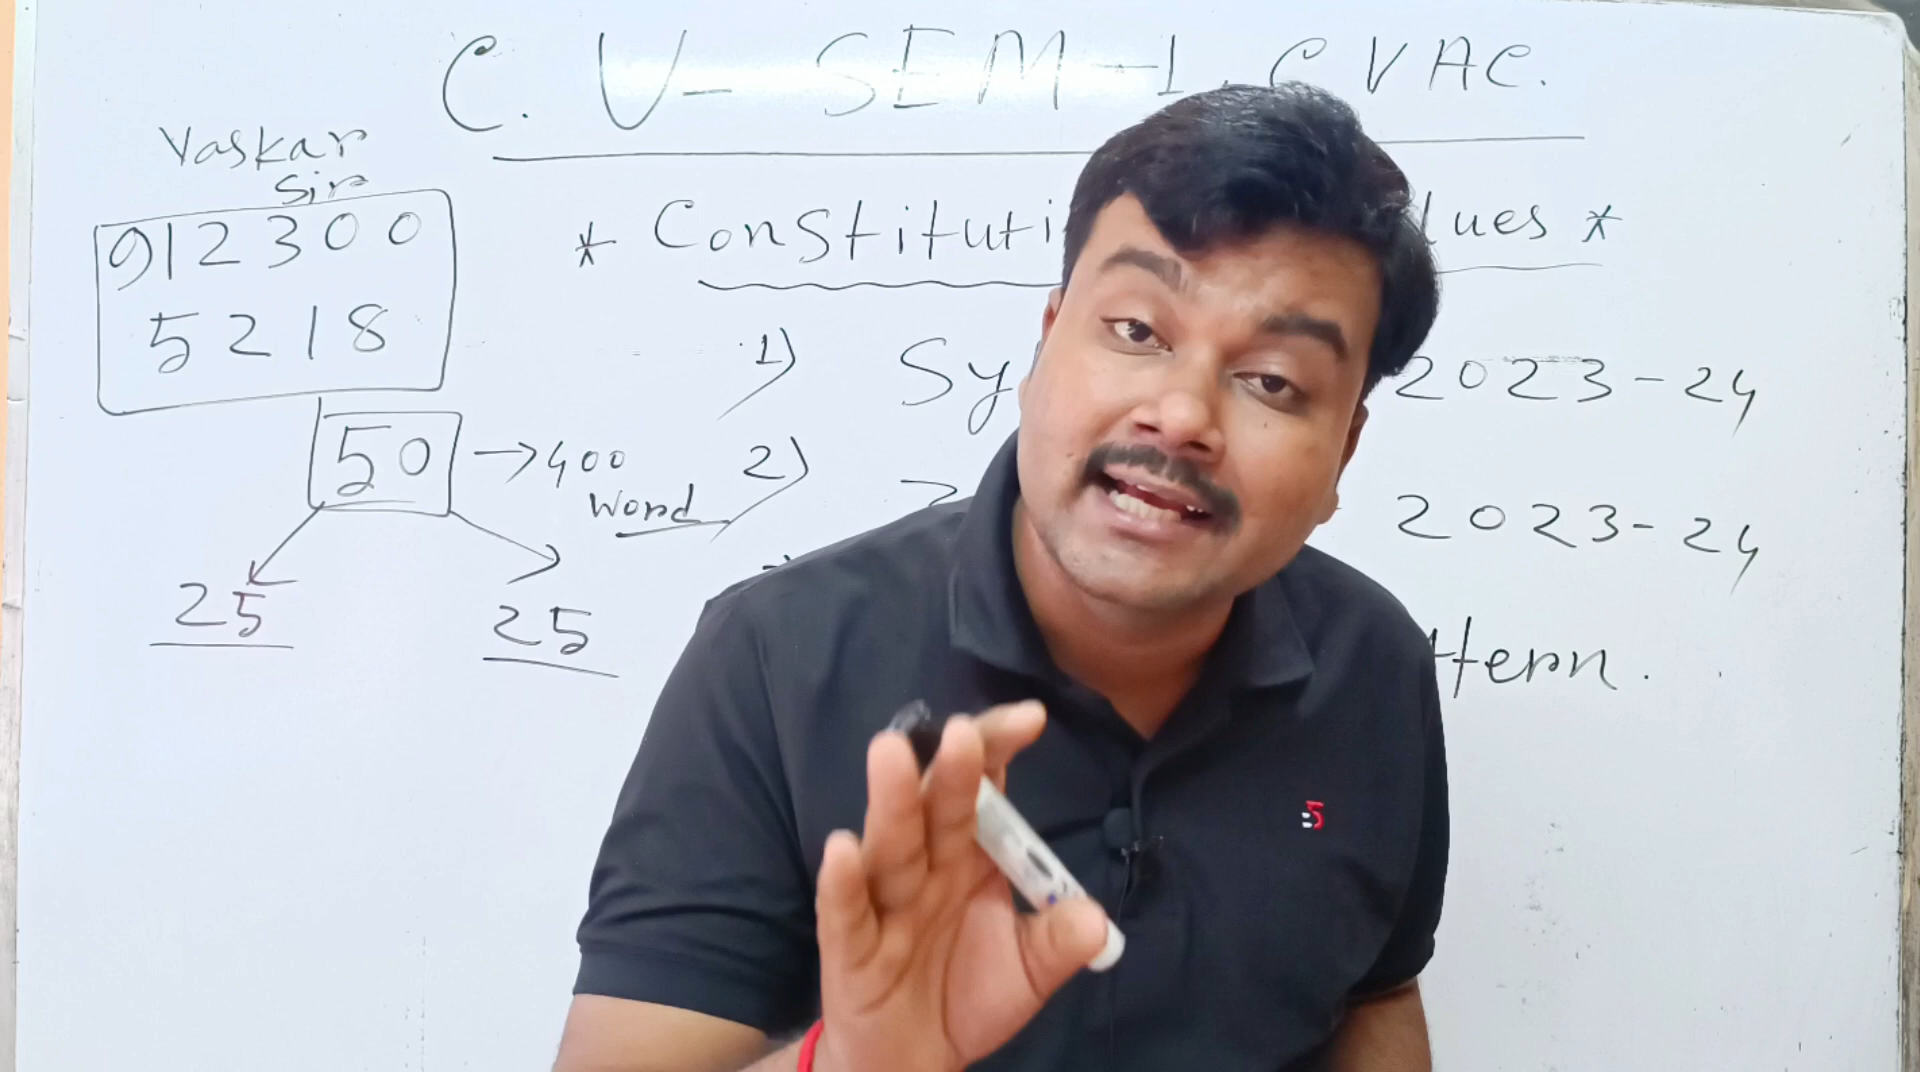 C. U- SEM-1. CVAC.
Vaskar
Sir
912300
5218
50 → 400
Word
25 25
* Constituti lues *
1) Sy 2023-24
2) 2023-24
ttern.